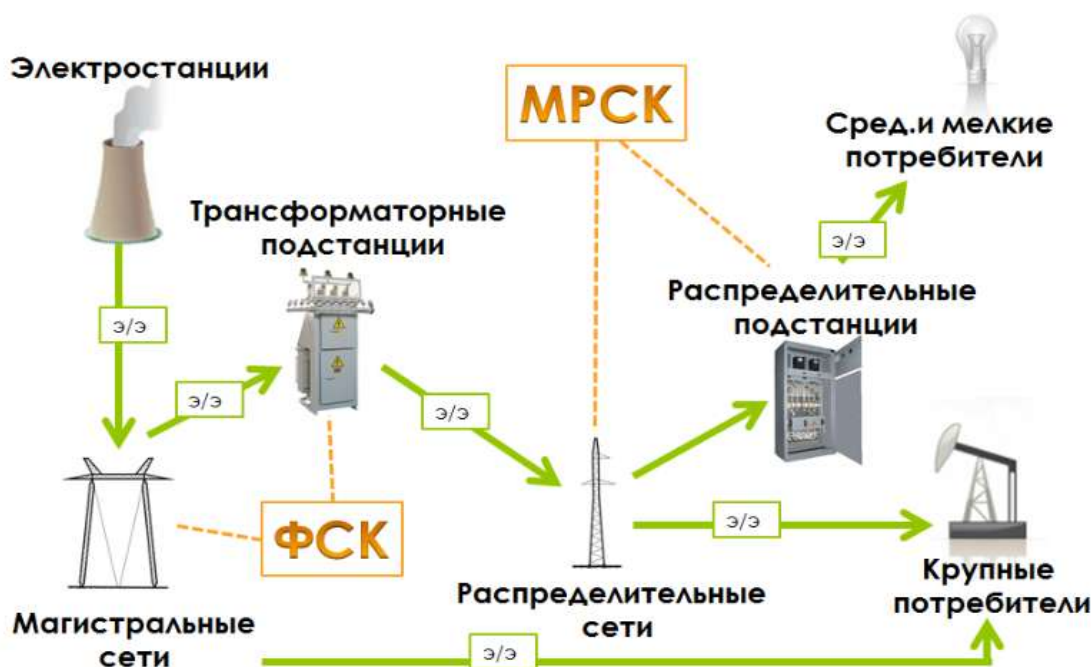 Электростанции
МРСК
Сред.и мелкие
потребители
Трансформаторные
подстанции
э/э
Распределительные
подстанции
э/э
э/э
э/э
э/э
ФСК
Распределительные
сети
Крупные
потребители
Магистральные
сети
э/э